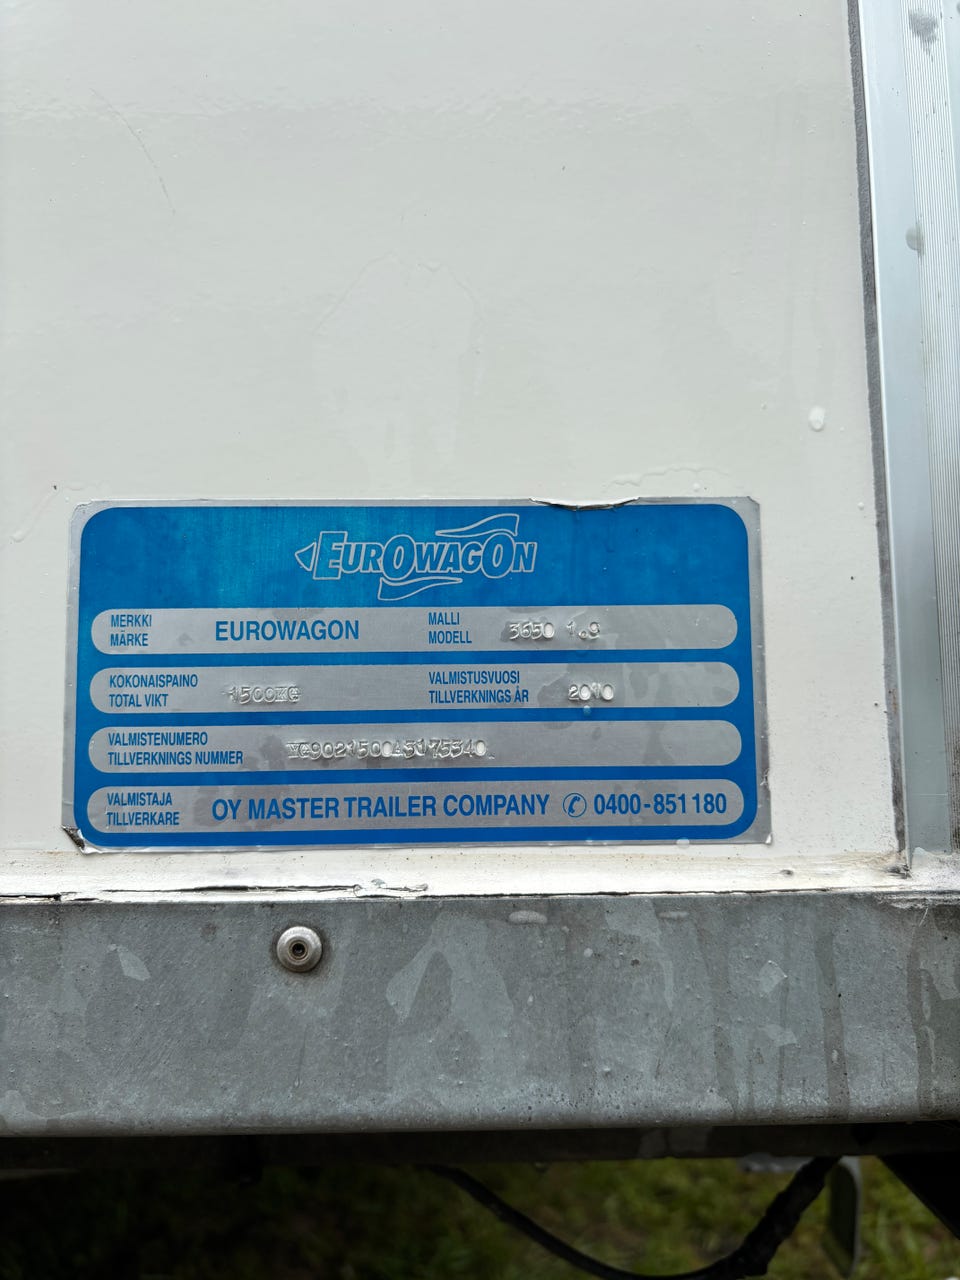 EUROWAGON
MERKKI
MÄRKE
EUROWAGON
MALLI
MODELL
3650 1.9
KOKONAISPAINO
TOTAL VIKT
1500KG
VALMISTUSVUOSI
TILLVERKNINGS ÅR
2010
VALMISTENUMERO
TILLVERKNINGS NUMMER
VALMISTAJA
TILLVERKARE
OY MASTER TRAILER COMPANY ✆ 0400-851180